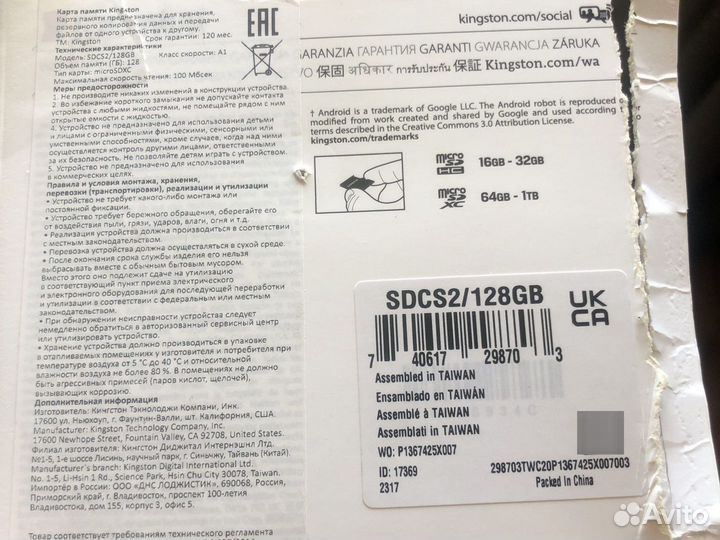 Карта памяти Kingston
Карта памяти предназначена для хранения,
резервного копирования данных и передачи
файлов от одного устройства к другому.
ТМ: Kingston Срок гарантии: 120 мес.
Технические характеристики
Модель: SDCS2/128GB Класс скорости: A1
Объем памяти (ГБ): 128
Тип карты: microSDXC
Максимальная скорость чтения: 100 Мбсек
Меры предосторожности
1. Не производите никаких изменений в конструкции устройства.
2. Во избежание короткого замыкания не допускайте контакта
устройства с любыми жидкостями, не помещайте рядом с ним
открытые емкости с жидкостью.
4. Устройство не предназначено для использования детьми
и лицами с ограниченными физическими, сенсорными или
умственными способностями, кроме случаев, когда над ними
осуществляется контроль другими лицами, ответственными
за их безопасность. Не позволяйте детям играть с устройством.
5. Устройство не предназначено для использования
в коммерческих целях.
Правила и условия монтажа, хранения,
перевозки (транспортировки), реализации и утилизации
• Устройство не требует какого-либо монтажа или
постоянной фиксации.
• Устройство требует бережного обращения, оберегайте его
от воздействия пыли, грязи, ударов, влаги, огня и т.д.
• Реализация устройства должна производиться в соответствии
с местным законодательством.
• Перевозка устройства должна осуществляться в сухой среде.
• После окончания срока службы изделия его нельзя
выбрасывать вместе с обычным бытовым мусором.
Вместо этого оно подлежит сдаче на утилизацию
в соответствующий пункт приема электрического
и электронного оборудования для последующей переработки
и утилизации в соответствии с федеральным или местным
законодательством.
• При обнаружении неисправности устройства следует
немедленно обратиться в авторизованный сервисный центр
или утилизировать устройство.
• Хранение устройства должно производиться в упаковке
в отапливаемых помещениях у изготовителя и потребителя при
температуре воздуха от 5 °C до 40 °C и относительной
влажности воздуха не более 80 %. В помещениях не должно
быть агрессивных примесей (паров кислот, щелочей),
вызывающих коррозию.
Дополнительная информация
Изготовитель: Кингстон Тэкнолоджи Компани, Инк.
17600 ул. Ньюхоуп, г. Фаунтун-Вэлли, шт. Калифорния, США.
Manufacturer: Kingston Technology Company, Inc.
17600 Newhope Street, Fountain Valley, CA 92708, United States.
Филиал изготовителя: Кингстон Диджитал Интернэшнл Лтд.
№1-5, 1-e шоссе Лисинь, научный парк, г. Синьчжу, Тайвань (Китай).
Manufacturer's branch: Kingston Digital International Ltd.
No. 1-5, Li-Hsin 1 Rd., Science Park, Hsin Chu City 30078, Taiwan.
Импортёр в России: ООО «ДНС ЛОДЖИСТИК», 690068, Россия,
Приморский край, г. Владивосток, проспект 100-летия
Владивостока, дом 155, корпус 3, офис 5.
Товар соответствует требованиям технического регламента
EAC
kingston.com/social
GARANZIA ГАРАНТИЯ GARANTI GWARANCJA ZÁRUKA
保固 अधिकार การรับประกัน 保証 Kingston.com/wa
† Android is a trademark of Google LLC. The Android robot is reproduced o
modified from work created and shared by Google and used according
terms described in the Creative Commons 3.0 Attribution License.
kingston.com/trademarks
micro SD HC 16GB - 32GB
micro SD XC 64GB - 1TB
SDCS2/128GB
UK CA
7 40617 29870 3
Assembled in TAIWAN
Ensamblado en TAIWÁN
Assemblé à TAIWAN
Assemblati in TAIWAN
WO: P1367425X007
ID: 17369
2317
298703TWC20P1367425X007003
Packed In China
Avito